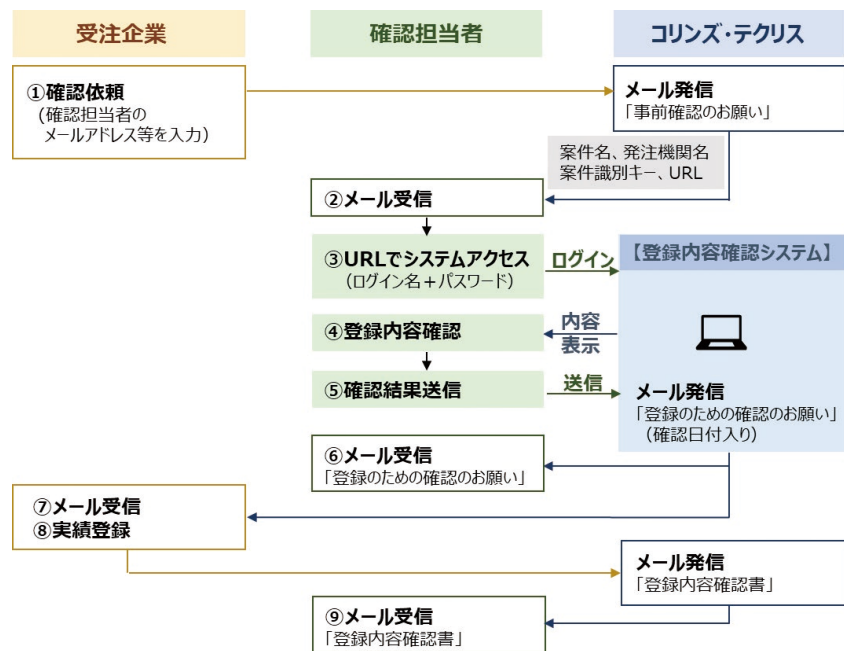 受注企業
確認担当者
コリンズ・テクリス
①確認依頼
(確認担当者の
メールアドレス等を入力)
メール発信
「事前確認のお願い」
案件名、発注機関名
案件識別キー、URL
②メール受信
③URLでシステムアクセス
(ログイン名+パスワード)
ログイン
【登録内容確認システム】
④登録内容確認
内容
表示
⑤確認結果送信
送信
メール発信
「登録のための確認のお願い」
(確認日付入り)
⑥メール受信
「登録のための確認のお願い」
⑦メール受信
⑧実績登録
メール発信
「登録内容確認書」
⑨メール受信
「登録内容確認書」